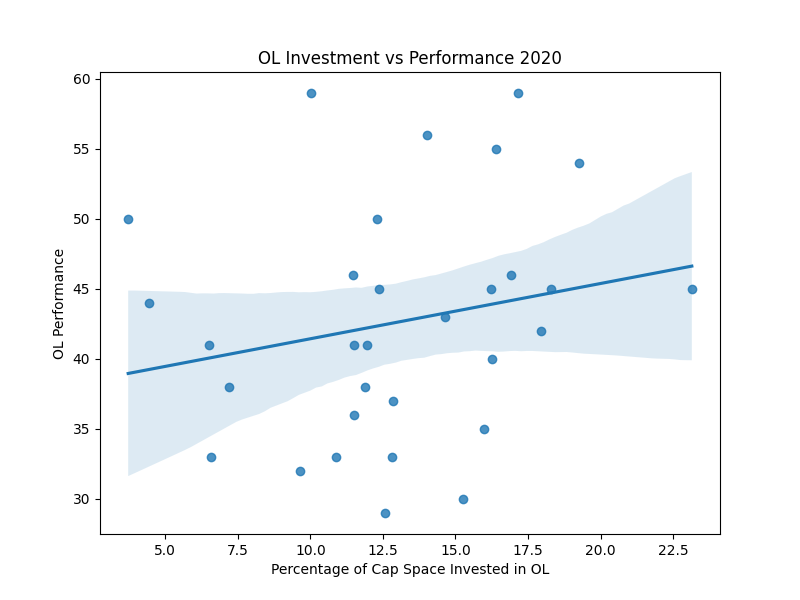 OL Investment vs Performance 2020
OL Performance
60
55
50
45
40
35
30
5.0 7.5 10.0 12.5 15.0 17.5 20.0 22.5
Percentage of Cap Space Invested in OL